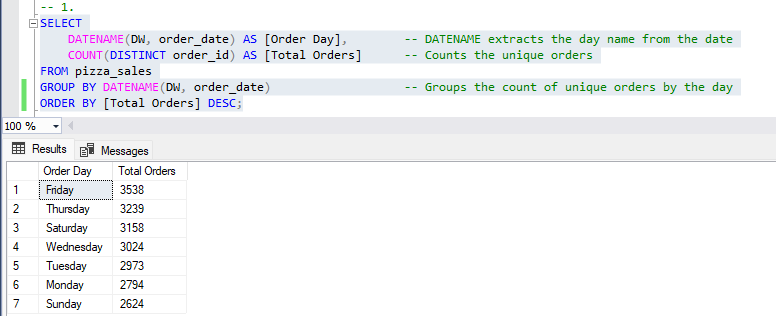 -- 1.
SELECT
DATENAME(DW, order_date) AS [Order Day], -- DATENAME extracts the day name from the date
COUNT(DISTINCT order_id) AS [Total Orders] -- Counts the unique orders
FROM pizza_sales
GROUP BY DATENAME(DW, order_date) -- Groups the count of unique orders by the day
ORDER BY [Total Orders] DESC;
100 %
Results Messages
Order Day Total Orders
1 Friday 3538
2 Thursday 3239
3 Saturday 3158
4 Wednesday 3024
5 Tuesday 2973
6 Monday 2794
7 Sunday 2624